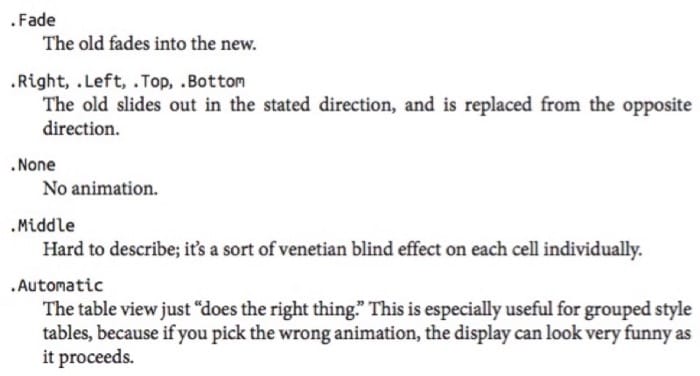 .Fade
The old fades into the new.
.Right, .Left, .Top, .Bottom
The old slides out in the stated direction, and is replaced from the opposite
direction.
.None
No animation.
.Middle
Hard to describe; it’s a sort of venetian blind effect on each cell individually.
.Automatic
The table view just “does the right thing.” This is especially useful for grouped style
tables, because if you pick the wrong animation, the display can look very funny as
it proceeds.